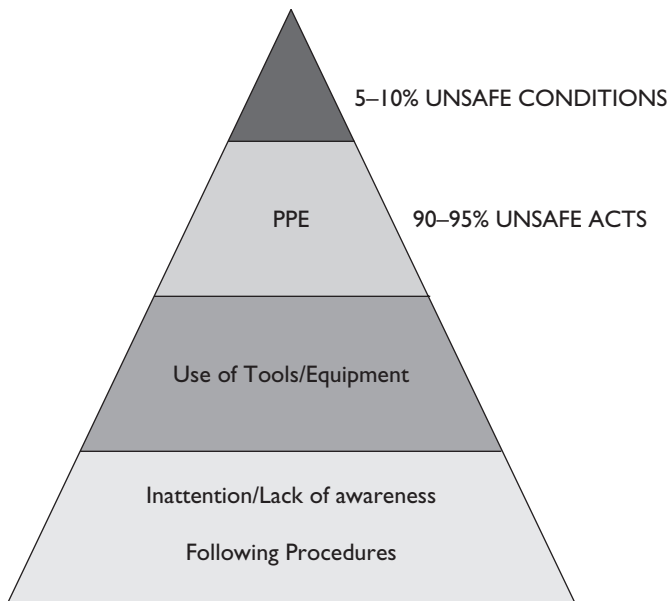 5–10% UNSAFE CONDITIONS
PPE
90–95% UNSAFE ACTS
Use of Tools/Equipment
Inattention/Lack of awareness
Following Procedures